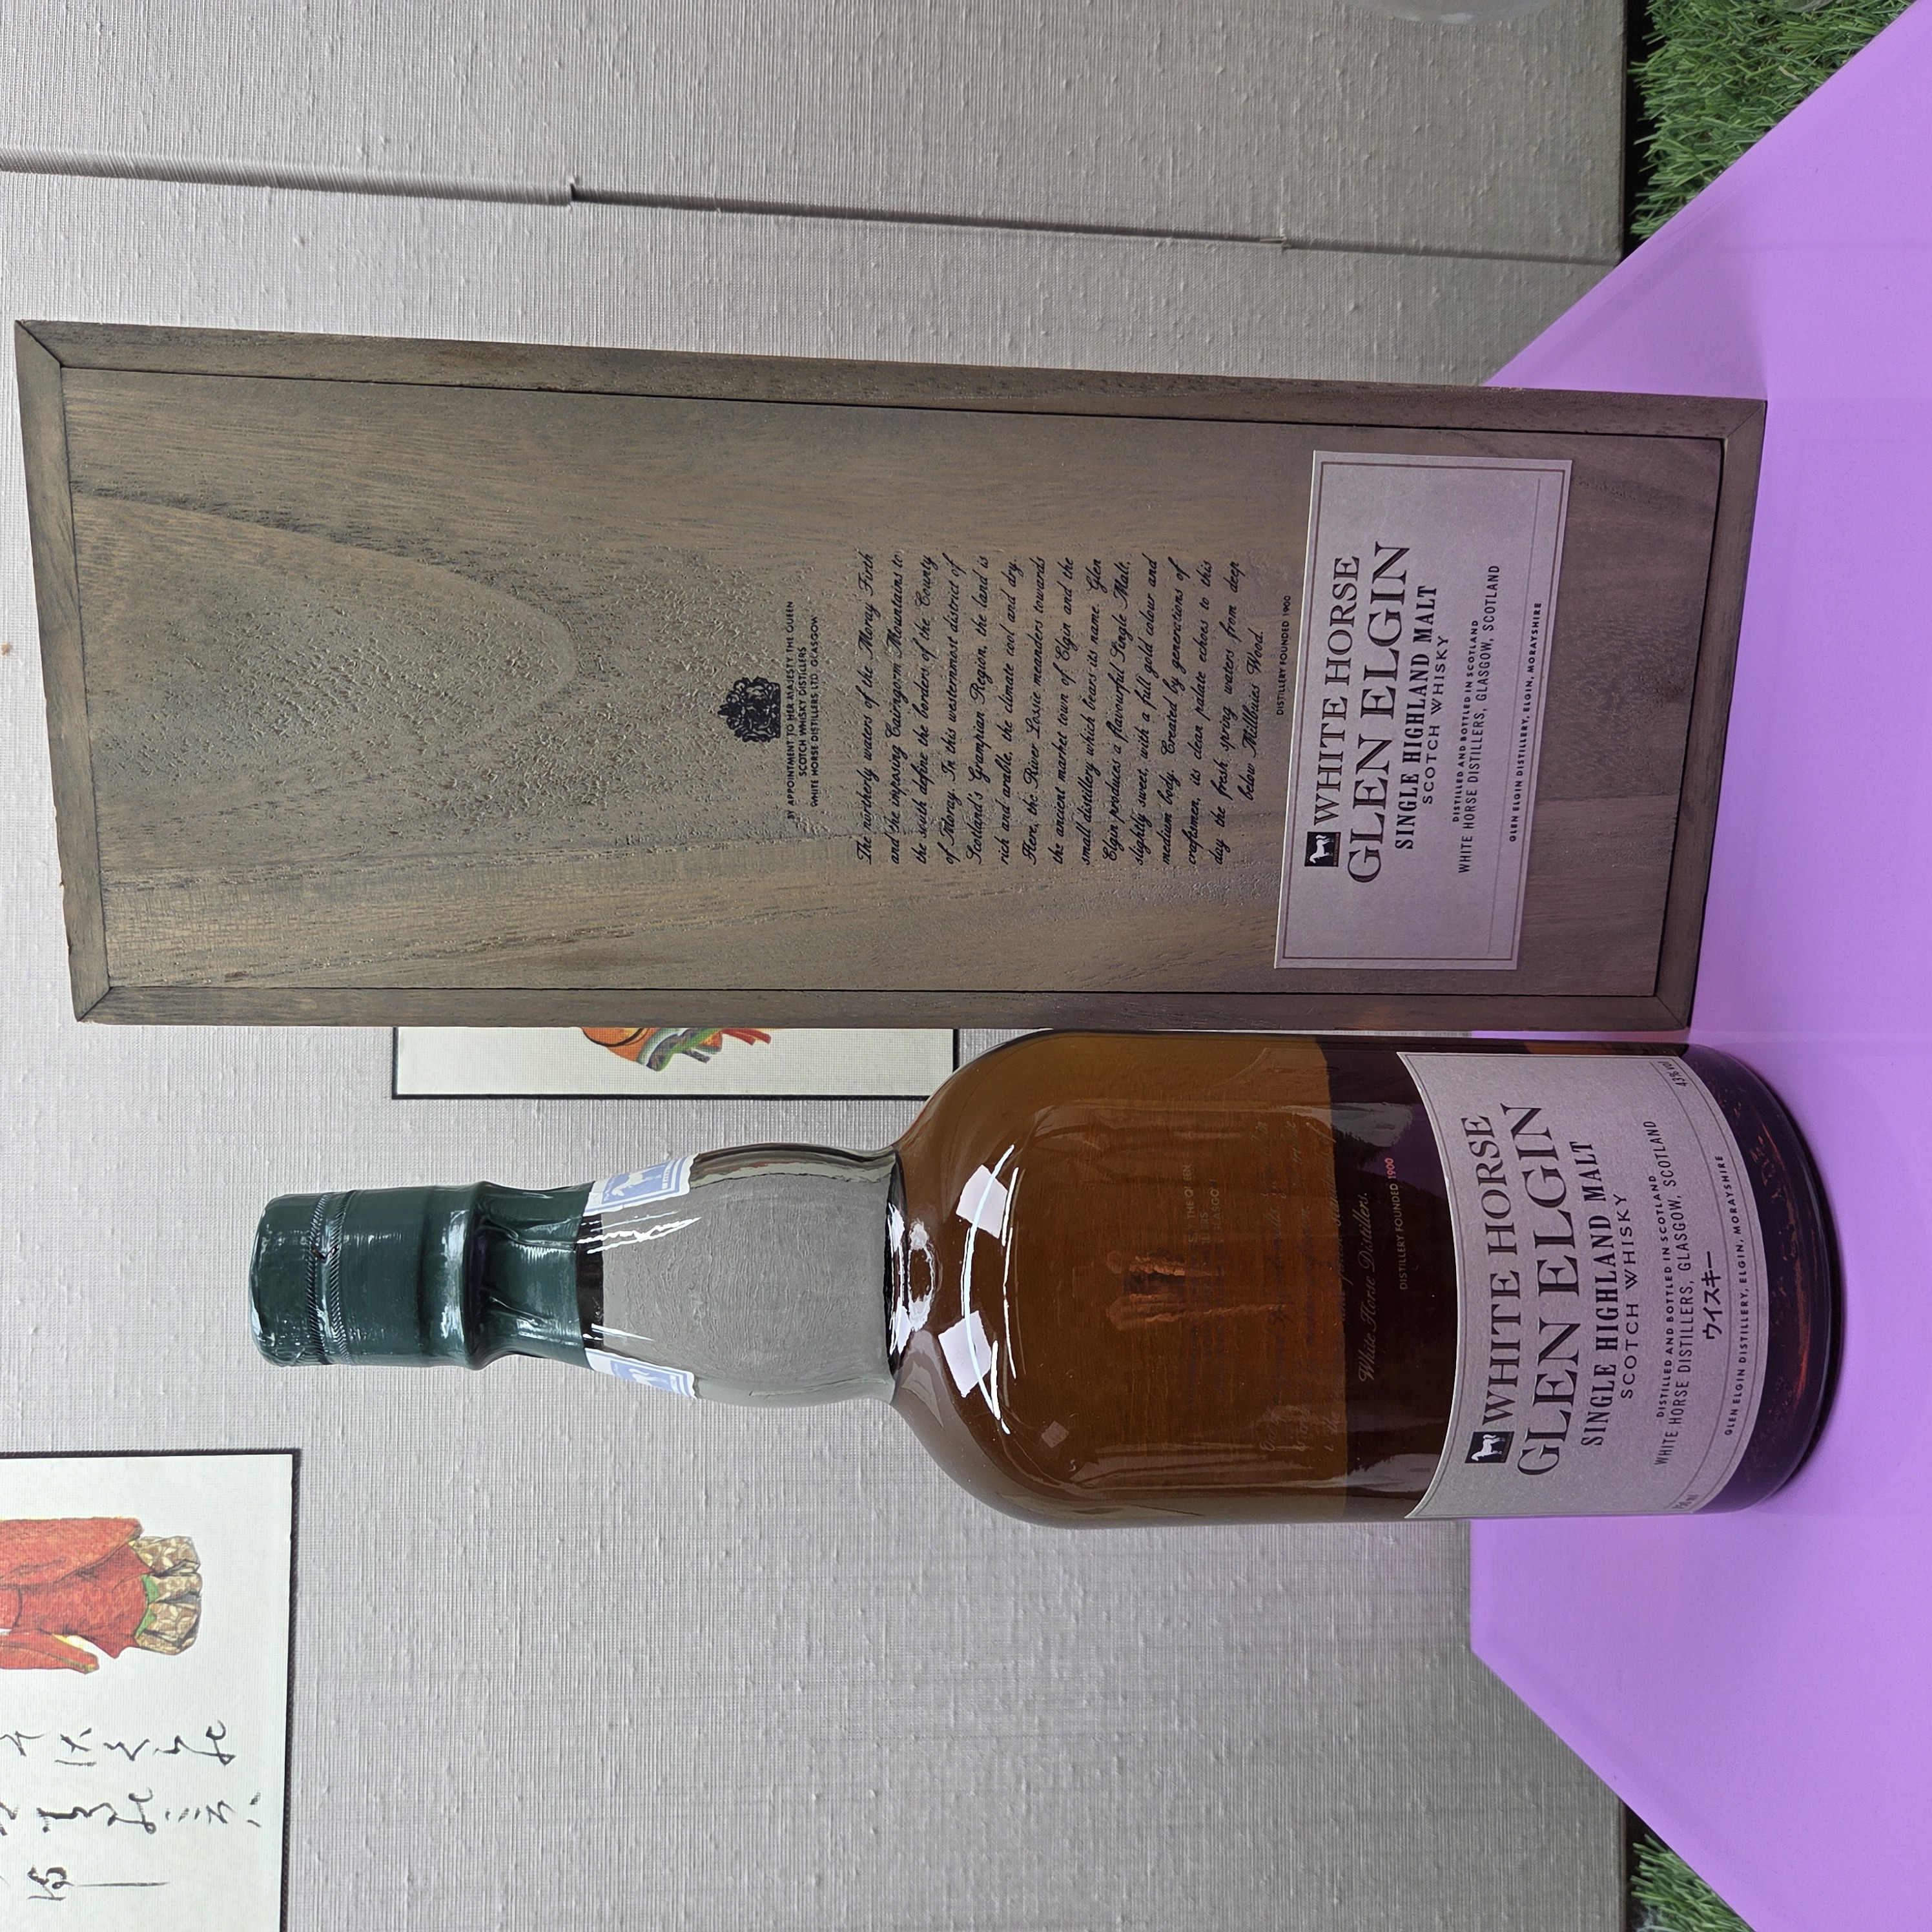 BY APPOINTMENT TO HER MAJESTY THE QUEEN
SCOTCH WHISKY DISTILLERS
WHITE HORSE DISTILLERS LTD. GLASGOW
The northerly waters of the Moray Firth
and the imposing Cairngorm Mountains to
the south define the borders of the County
of Moray. In this westernmost district of
Scotland's Grampian Region, the land is
rich and arable, the climate cool and dry.
Here, the River Lossie meanders towards
the ancient market town of Elgin and the
small distillery which bears its name. Glen
Elgin produces a flavourful Single Malt,
slightly sweet, with a full gold colour and
medium body. Created by generations of
craftsmen, its clean palate echoes to this
day the fresh spring waters from deep
below Millbuies Wood.
DISTILLERY FOUNDED 1900
WHITE HORSE
GLEN ELGIN
SINGLE HIGHLAND MALT
SCOTCH WHISKY
DISTILLED AND BOTTLED IN SCOTLAND
WHITE HORSE DISTILLERS, GLASGOW, SCOTLAND
GLEN ELGIN DISTILLERY, ELGIN, MORAYSHIRE
THE QUEEN
White Horse Distillers.
DISTILLERY FOUNDED 1900
WHITE HORSE
GLEN ELGIN
SINGLE HIGHLAND MALT
SCOTCH WHISKY
DISTILLED AND BOTTLED IN SCOTLAND
WHITE HORSE DISTILLERS, GLASGOW, SCOTLAND
ウイスキー
43% vol
GLEN ELGIN DISTILLERY, ELGIN, MORAYSHIRE